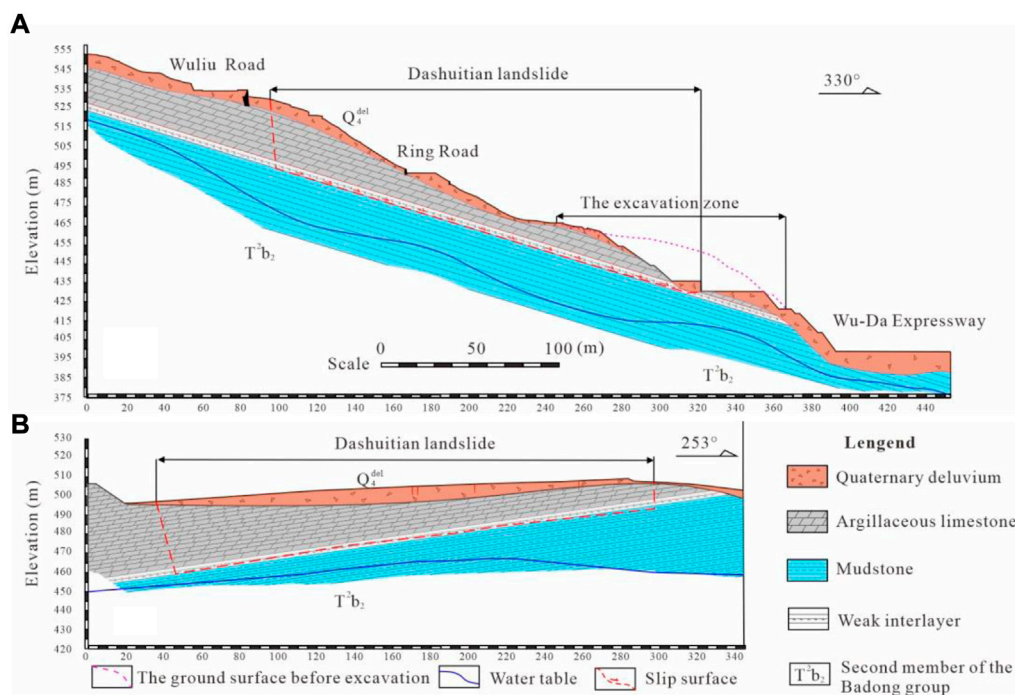 A
555
545
535
525
515
505
495
485
475
465
455
445
435
425
415
405
395
385
375
Elevation (m)
Wuliu Road
Dashuitian landslide
330°
Q₄ᵈᵉˡ
Ring Road
The excavation zone
T²b₂
Wu-Da Expressway
0 50 100 (m)
Scale
T²b₂
0 20 40 60 80 100 120 140 160 180 200 220 240 260 280 300 320 340 360 380 400 420 440
B
530
510
500
490
480
470
460
450
440
430
420
Elevation (m)
Dashuitian landslide
253°
Q₄ᵈᵉˡ
T²b₂
0 20 40 60 80 100 120 140 160 180 200 220 240 260 280 300 320 340
Lengend
Quaternary deluvium
Argillaceous limestone
Mudstone
Weak interlayer
T²b₂ Second member of the
Badong group
The ground surface before excavation
Water table
Slip surface